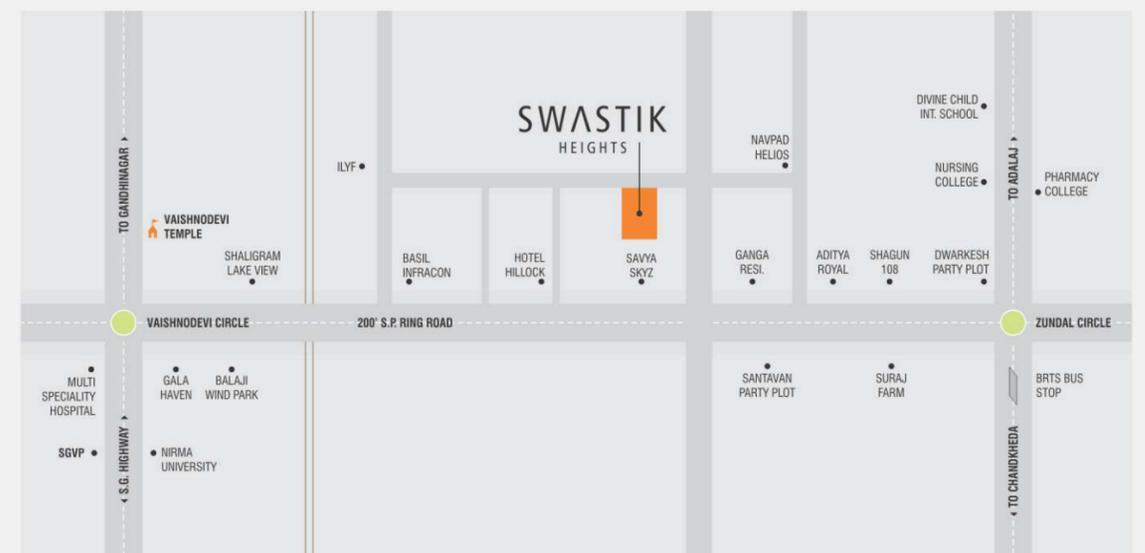 SWASTIK
HEIGHTS
DIVINE CHILD
INT. SCHOOL
NAVPAD
HELIOS
ILYF
NURSING
COLLEGE
PHARMACY
COLLEGE
TO GANDHINAGAR
TO ADALAJ
VAISHNODEVI
TEMPLE
SHALIGRAM
LAKE VIEW
BASIL
INFRACON
HOTEL
HILLOCK
SAVYA
SKYZ
GANGA
RESI.
ADITYA
ROYAL
SHAGUN
108
DWARKESH
PARTY PLOT
VAISHNODEVI CIRCLE
200' S.P. RING ROAD
ZUNDAL CIRCLE
MULTI
SPECIALITY
HOSPITAL
GALA
HAVEN
BALAJI
WIND PARK
SANTAVAN
PARTY PLOT
SURAJ
FARM
BRTS BUS
STOP
SGVP
S.G. HIGHWAY
NIRMA
UNIVERSITY
TO CHANDKHEDA